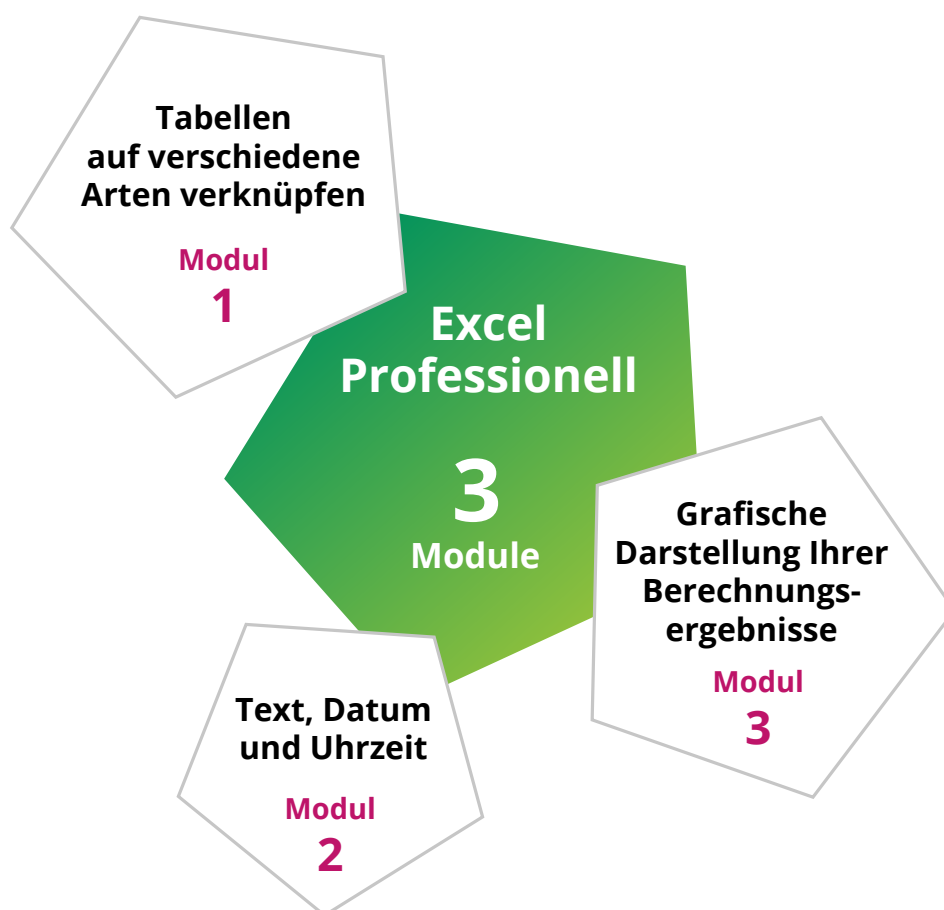 Tabellen
auf verschiedene
Arten verknüpfen
Modul
1
Excel
Professionell
3
Module
Grafische
Darstellung Ihrer
Berechnungs-
ergebnisse
Modul
3
Text, Datum
und Uhrzeit
Modul
2